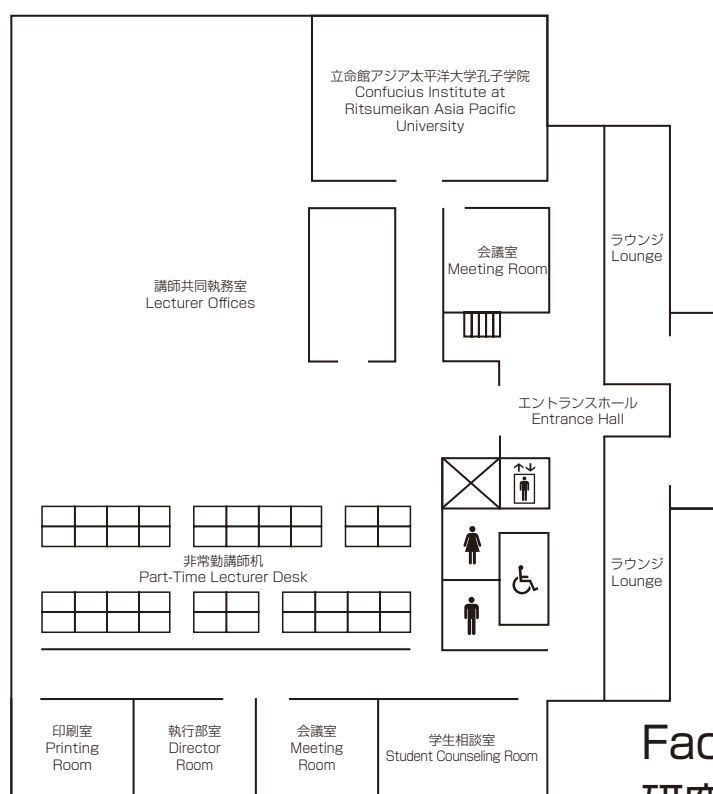 立命館アジア太平洋大学孔子学院
Confucius Institute at
Ritsumeikan Asia Pacific
University
会議室
Meeting Room
ラウンジ
Lounge
講師共同執務室
Lecturer Offices
エントランスホール
Entrance Hall
非常勤講師机
Part-Time Lecturer Desk
ラウンジ
Lounge
印刷室
Printing
Room
執行部室
Director
Room
会議室
Meeting
Room
学生相談室
Student Counseling Room